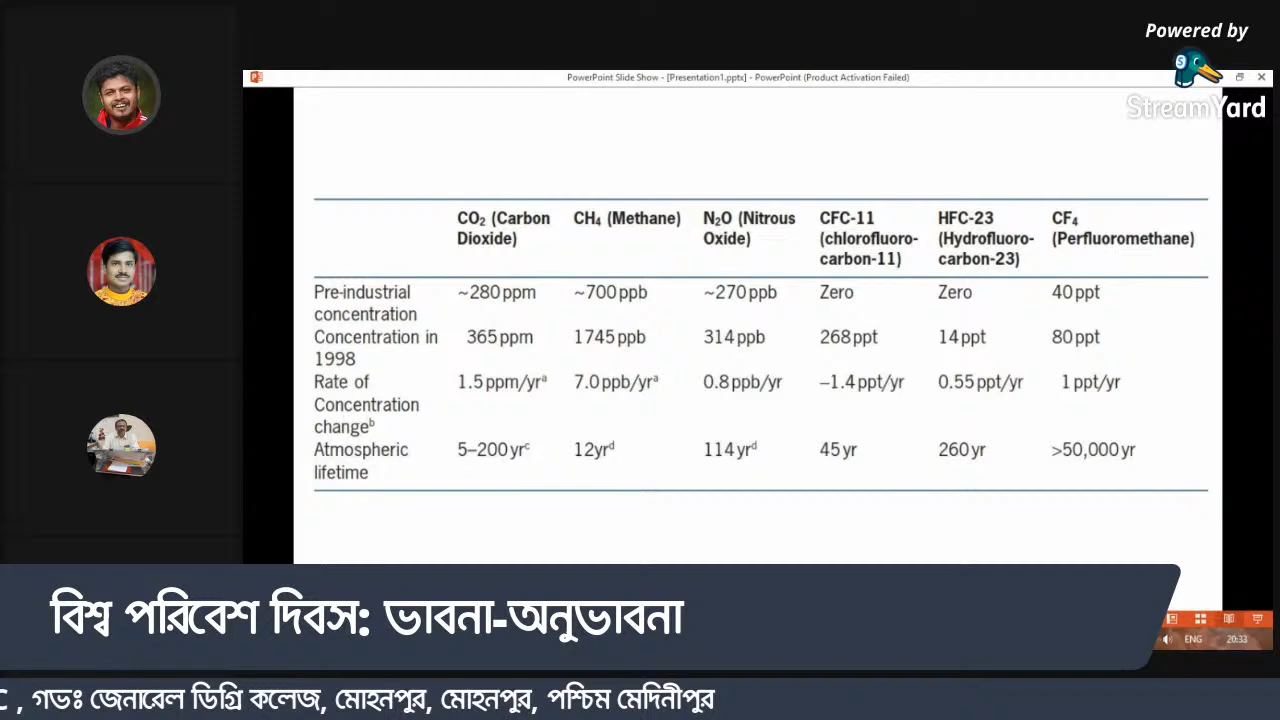 Powered by
StreamYard
PowerPoint Slide Show - [Presentation1.pptx] - PowerPoint (Product Activation Failed)
CO₂ (Carbon Dioxide) CH₄ (Methane) N₂O (Nitrous Oxide) CFC-11 (chlorofluoro-carbon-11) HFC-23 (Hydrofluoro-carbon-23) CF₄ (Perfluoromethane)
Pre-industrial concentration ~280 ppm ~700 ppb ~270 ppb Zero Zero 40 ppt
Concentration in 1998 365 ppm 1745 ppb 314 ppb 268 ppt 14 ppt 80 ppt
Rate of Concentration changeᵇ 1.5 ppm/yrᵃ 7.0 ppb/yrᵃ 0.8 ppb/yr –1.4 ppt/yr 0.55 ppt/yr 1 ppt/yr
Atmospheric lifetime 5–200 yrᶜ 12yrᵈ 114 yrᵈ 45 yr 260 yr >50,000 yr
বিশ্ব পরিবেশ দিবস: ভাবনা-অনুভাবনা
ENG 20:33
C , গভঃ জেনারেল ডিগ্রি কলেজ, মোহনপুর, মোহনপুর, পশ্চিম মেদিনীপুর